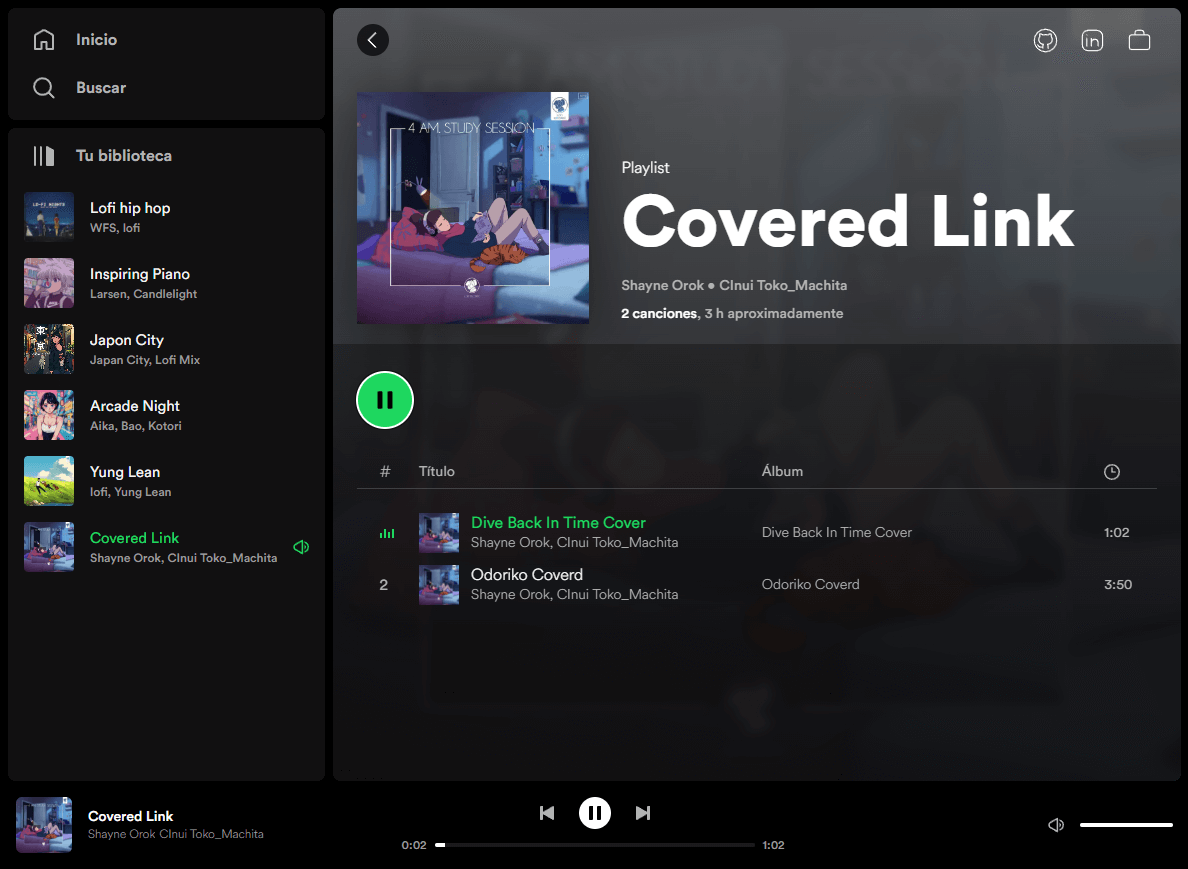 Inicio
Buscar
Tu biblioteca
Lofi hip hop
WFS, lofi
Inspiring Piano
Larsen, Candlelight
Japon City
Japan City, Lofi Mix
Arcade Night
Aika, Bao, Kotori
Yung Lean
lofi, Yung Lean
Covered Link
Shayne Orok, CInui Toko_Machita
in
4 AM. STUDY SESSION
Playlist
Covered Link
Shayne Orok • CInui Toko_Machita
2 canciones, 3 h aproximadamente
# Título Álbum
Dive Back In Time Cover
Shayne Orok, CInui Toko_Machita
Dive Back In Time Cover 1:02
2 Odoriko Coverd
Shayne Orok, CInui Toko_Machita
Odoriko Coverd 3:50
Covered Link
Shayne Orok CInui Toko_Machita
0:02 1:02